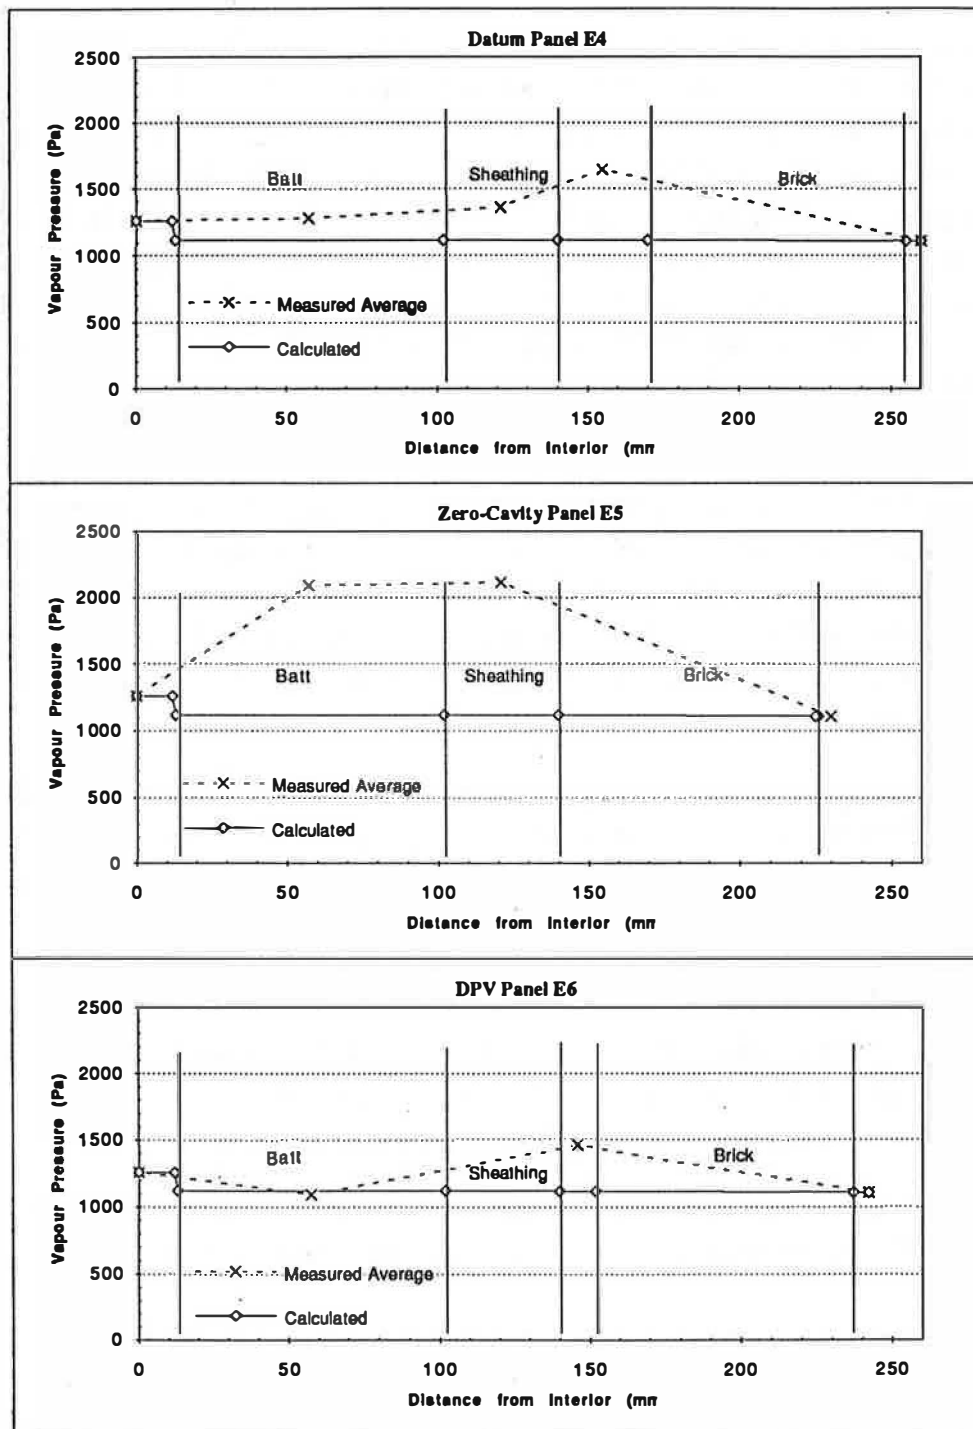 Datum Panel E4
2500
2000
1500
1000
500
0
Vapour Pressure (Pa)
Batt
Sheathing
Brick
Measured Average
Calculated
0 50 100 150 200 250
Distance from Interior (mm
Zero-Cavity Panel E5
2500
2000
1500
1000
500
0
Vapour Pressure (Pa)
Batt
Sheathing
Brick
Measured Average
Calculated
0 50 100 150 200 250
Distance from Interior (mm
DPV Panel E6
2500
2000
1500
1000
500
0
Vapour Pressure (Pa)
Batt
Sheathing
Brick
Measured Average
Calculated
0 50 100 150 200 250
Distance from Interior (mm